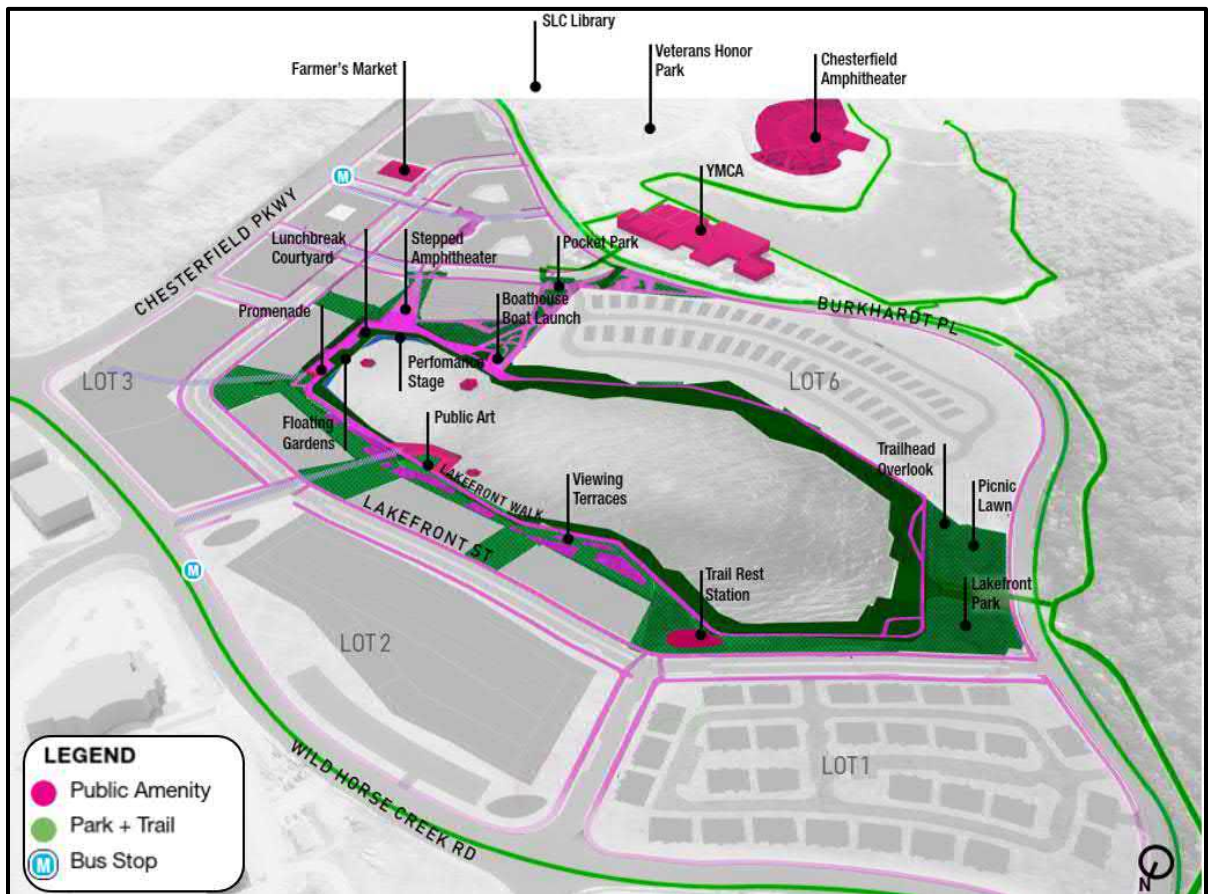 SLC Library
Farmer's Market
Veterans Honor
Park
Chesterfield
Amphitheater
M
YMCA
CHESTERFIELD PKWY
Lunchbreak
Courtyard
Stepped
Amphitheater
Pocket Park
Promenade
Boathouse
Boat Launch
BURKHARDT PL
LOT 3
Perfomance
Stage
LOT 6
Floating
Gardens
Public Art
Trailhead
Overlook
LAKEFRONT WALK
Viewing
Terraces
Picnic
Lawn
LAKEFRONT ST
M
Trail Rest
Station
Lakefront
Park
LOT 2
LOT 1
WILD HORSE CREEK RD
LEGEND
Public Amenity
Park + Trail
M Bus Stop
N